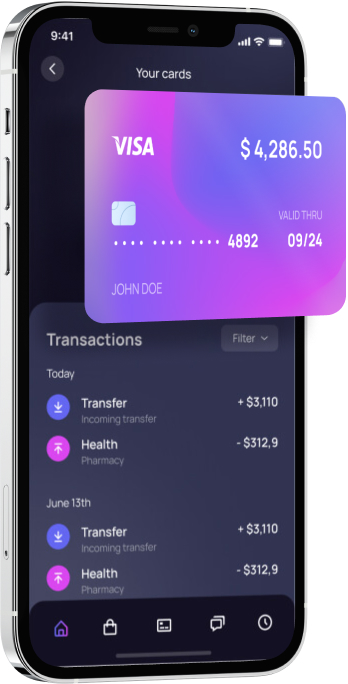 9:41
Your cards
VISA
$ 4,286.50
VALID THRU
•••• •••• •••• 4892 09/24
JOHN DOE
Transactions
Filter
Today
Transfer + $3,110
Incoming transfer
Health - $312,9
Pharmacy
June 13th
Transfer + $3,110
Incoming transfer
Health - $312,9
Pharmacy